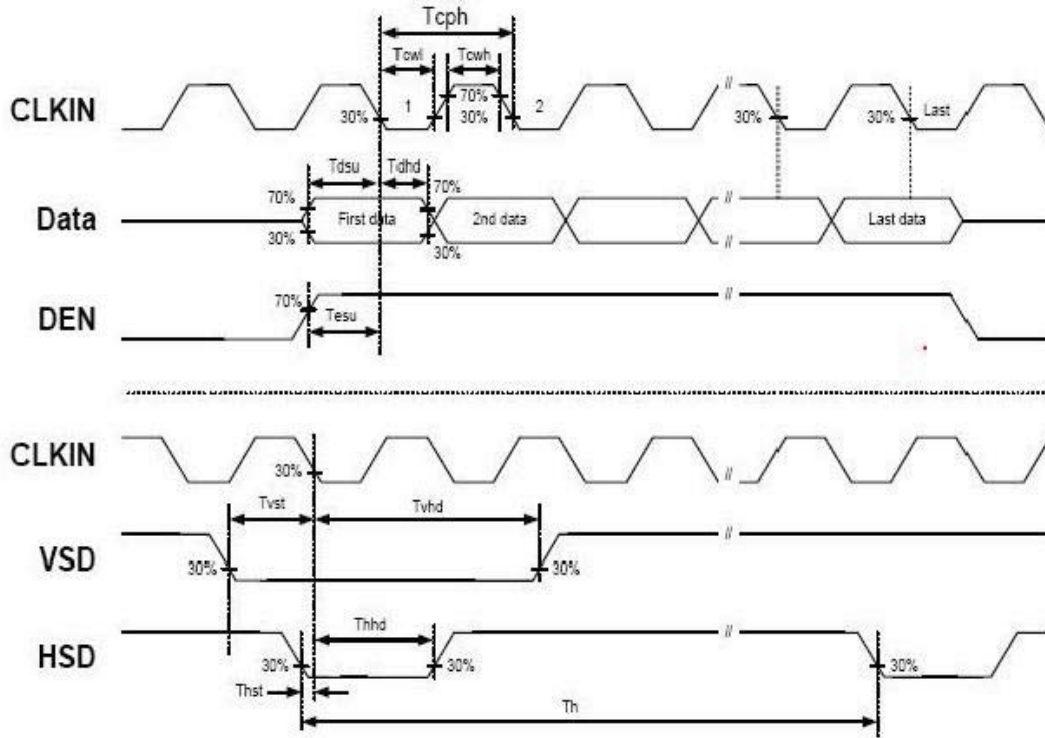 Tcph
Tcwl Tcwh
CLKIN 30% 1 70% 30% 2 // 30% 30% Last
Tdsu Tdhd
70% 70%
Data First data 2nd data // Last data
30% 30%
DEN 70% //
Tesu
CLKIN 30% //
Tvst Tvhd
VSD 30% 30% //
Thhd
HSD 30% 30% // 30%
Thst
Th